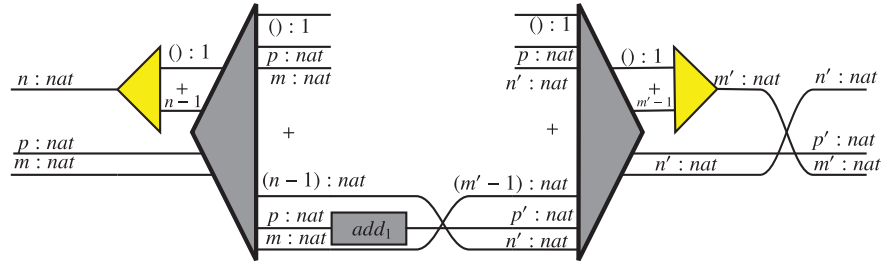 () : 1 () : 1
() : 1 p : nat p : nat () : 1
n : nat + m : nat n′ : nat + m′ : nat n′ : nat
n − 1 m′ − 1
+ +
p : nat p′ : nat
m : nat n′ : nat m′ : nat
(n − 1) : nat (m′ − 1) : nat
p : nat add₁ p′ : nat
m : nat n′ : nat